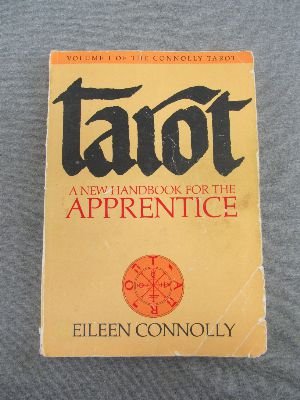 VOLUME I OF THE CONNOLLY TAROT
tarot
A NEW HANDBOOK FOR THE
APPRENTICE
T A R O
EILEEN CONNOLLY